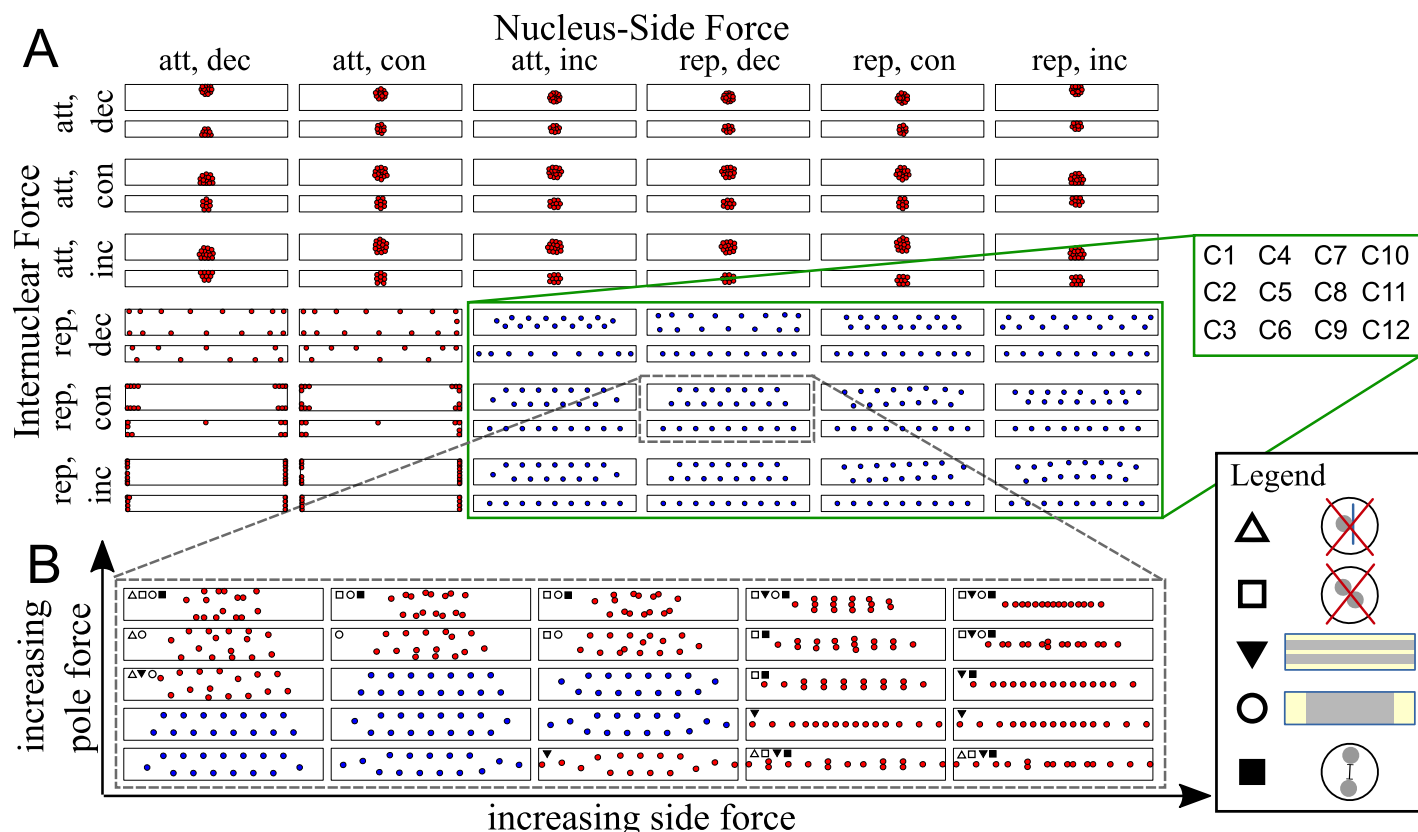 A
Nucleus-Side Force
att, dec
att, con
att, inc
rep, dec
rep, con
rep, inc
Internuclear Force
att,
dec
att,
con
att,
inc
rep,
dec
rep,
con
rep,
inc
C1 C4 C7 C10
C2 C5 C8 C11
C3 C6 C9 C12
Legend
B
increasing
pole force
increasing side force